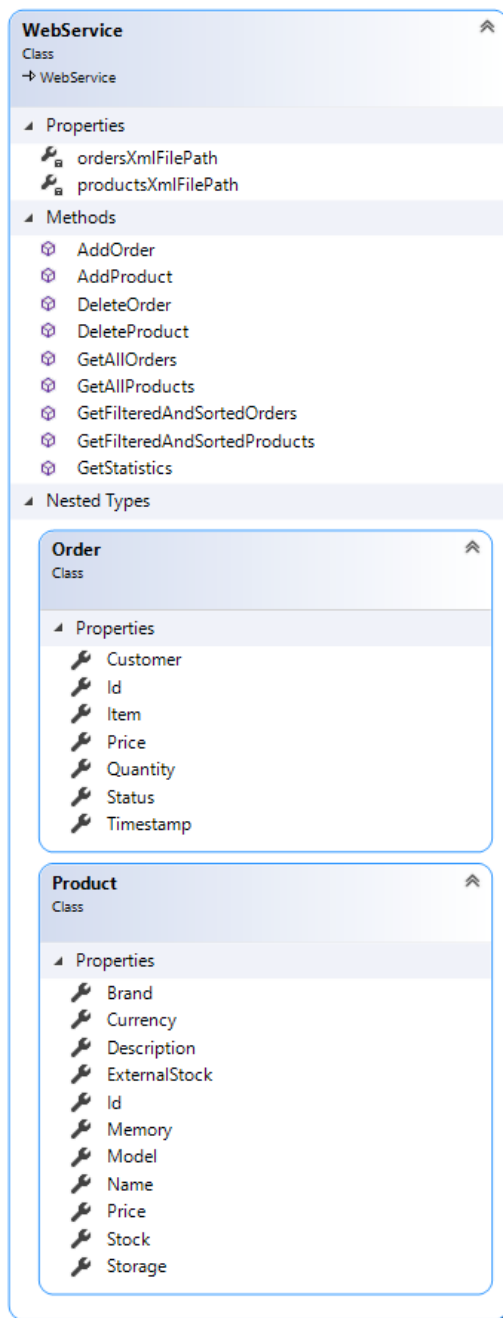 WebService
Class
WebService
Properties
ordersXmlFilePath
productsXmlFilePath
Methods
AddOrder
AddProduct
DeleteOrder
DeleteProduct
GetAllOrders
GetAllProducts
GetFilteredAndSortedOrders
GetFilteredAndSortedProducts
GetStatistics
Nested Types
Order
Class
Properties
Customer
Id
Item
Price
Quantity
Status
Timestamp
Product
Class
Properties
Brand
Currency
Description
ExternalStock
Id
Memory
Model
Name
Price
Stock
Storage